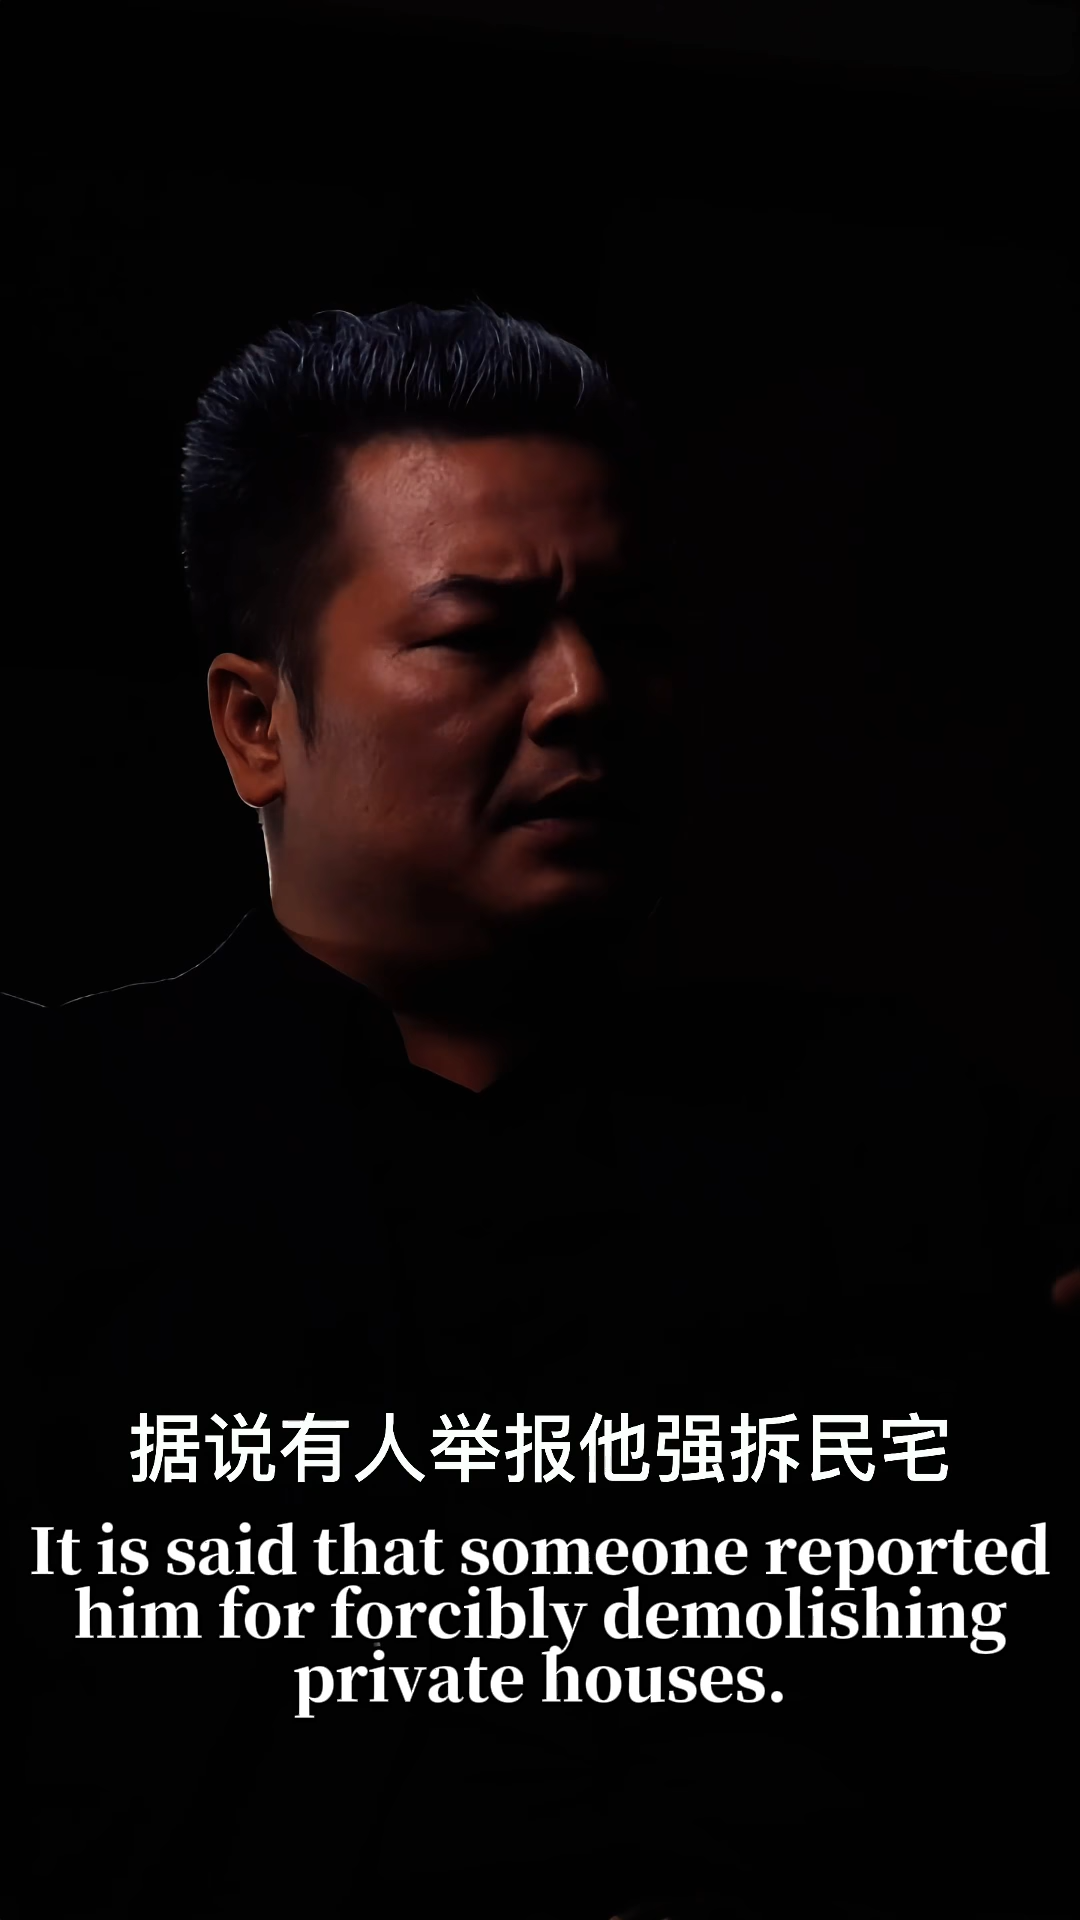 据说有人举报他强拆民宅
It is said that someone reported
him for forcibly demolishing
private houses.